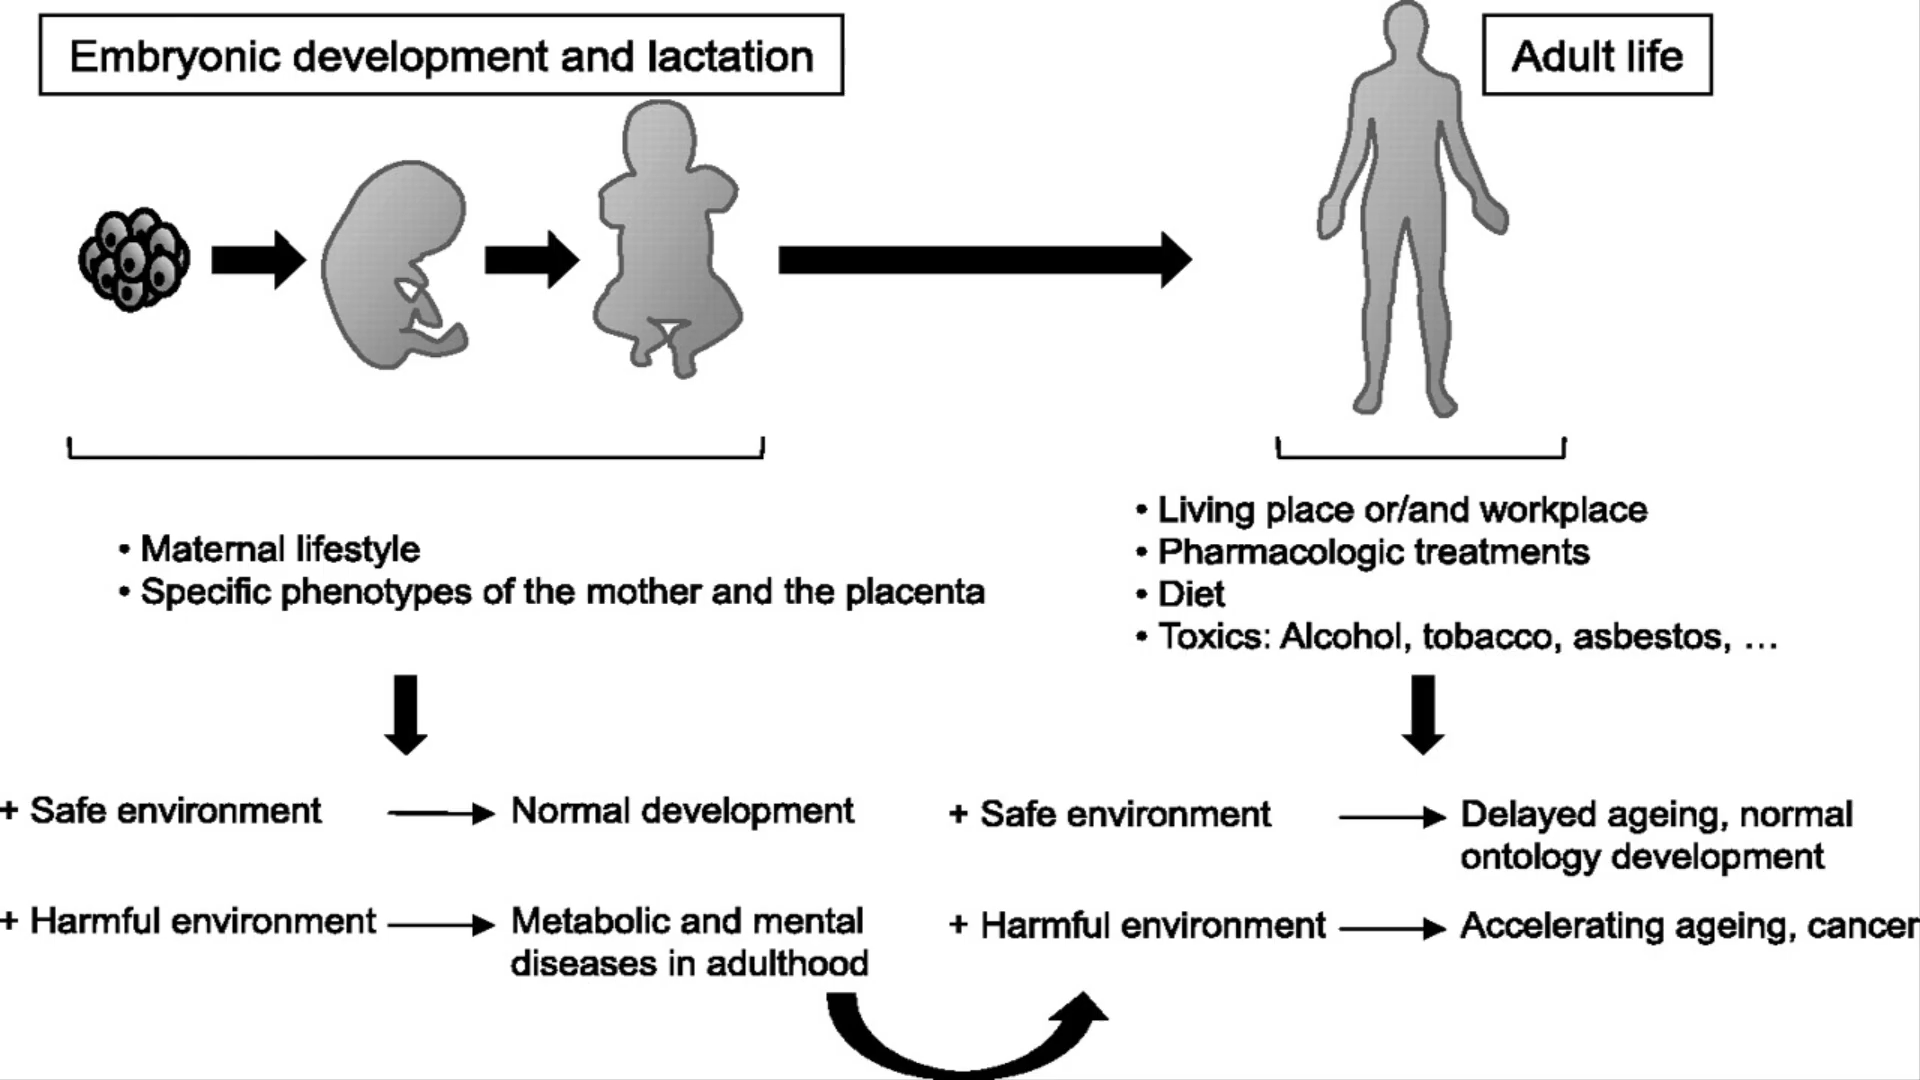 Embryonic development and lactation
Adult life
• Maternal lifestyle
• Specific phenotypes of the mother and the placenta
• Living place or/and workplace
• Pharmacologic treatments
• Diet
• Toxics: Alcohol, tobacco, asbestos, ...
+ Safe environment
Normal development
+ Harmful environment
Metabolic and mental
diseases in adulthood
+ Safe environment
Delayed ageing, normal
ontology development
+ Harmful environment
Accelerating ageing, cancer